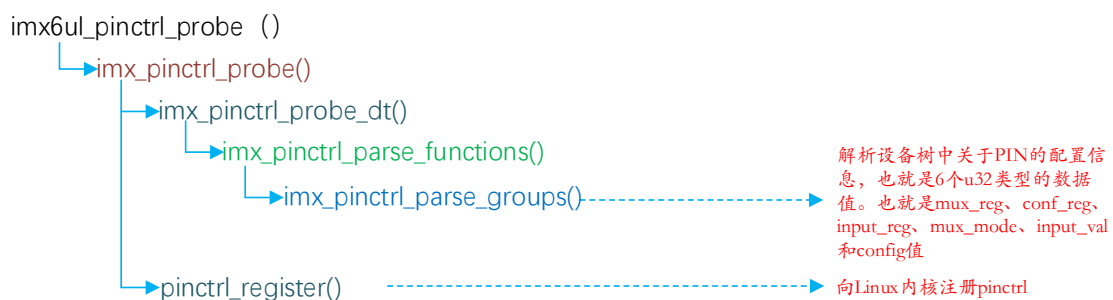 imx6ul_pinctrl_probe ()
imx_pinctrl_probe()
imx_pinctrl_probe_dt()
imx_pinctrl_parse_functions()
imx_pinctrl_parse_groups()
解析设备树中关于PIN的配置信
息，也就是6个u32类型的数据
值。也就是mux_reg、conf_reg、
input_reg、mux_mode、input_val
和config值
pinctrl_register()
向Linux内核注册pinctrl